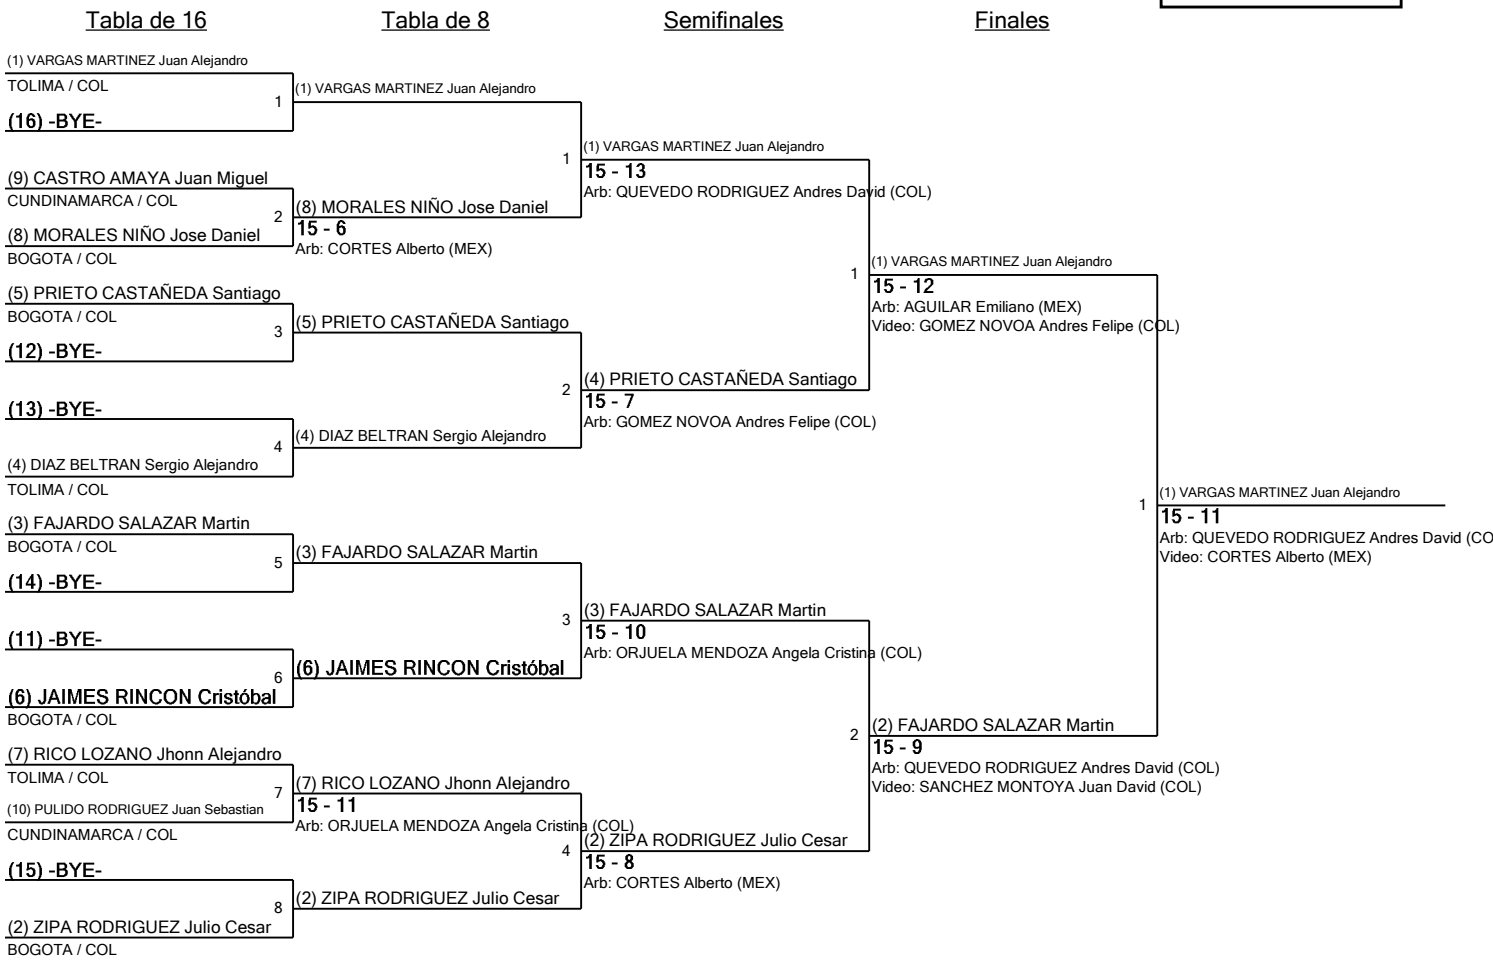 Tabla de 16
Tabla de 8
Semifinales
Finales
(1) VARGAS MARTINEZ Juan Alejandro
TOLIMA / COL
1
(16) -BYE-
(9) CASTRO AMAYA Juan Miguel
CUNDINAMARCA / COL
2
(8) MORALES NIÑO Jose Daniel
BOGOTA / COL
(5) PRIETO CASTAÑEDA Santiago
BOGOTA / COL
3
(12) -BYE-
(13) -BYE-
4
(4) DIAZ BELTRAN Sergio Alejandro
TOLIMA / COL
(3) FAJARDO SALAZAR Martin
BOGOTA / COL
5
(14) -BYE-
(11) -BYE-
6
(6) JAIMES RINCON Cristóbal
BOGOTA / COL
(7) RICO LOZANO Jhonn Alejandro
TOLIMA / COL
7
(10) PULIDO RODRIGUEZ Juan Sebastian
CUNDINAMARCA / COL
(15) -BYE-
8
(2) ZIPA RODRIGUEZ Julio Cesar
BOGOTA / COL
(1) VARGAS MARTINEZ Juan Alejandro
1
(8) MORALES NIÑO Jose Daniel
15 - 6
Arb: CORTES Alberto (MEX)
(5) PRIETO CASTAÑEDA Santiago
2
(4) DIAZ BELTRAN Sergio Alejandro
(3) FAJARDO SALAZAR Martin
3
(6) JAIMES RINCON Cristóbal
(7) RICO LOZANO Jhonn Alejandro
15 - 11
Arb: ORJUELA MENDOZA Angela Cristina (COL)
4
(2) ZIPA RODRIGUEZ Julio Cesar
(1) VARGAS MARTINEZ Juan Alejandro
15 - 13
Arb: QUEVEDO RODRIGUEZ Andres David (COL)
1
(4) PRIETO CASTAÑEDA Santiago
15 - 7
Arb: GOMEZ NOVOA Andres Felipe (COL)
(3) FAJARDO SALAZAR Martin
15 - 10
Arb: ORJUELA MENDOZA Angela Cristina (COL)
2
(2) ZIPA RODRIGUEZ Julio Cesar
15 - 8
Arb: CORTES Alberto (MEX)
(1) VARGAS MARTINEZ Juan Alejandro
15 - 12
Arb: AGUILAR Emiliano (MEX)
Video: GOMEZ NOVOA Andres Felipe (COL)
1
(2) FAJARDO SALAZAR Martin
15 - 9
Arb: QUEVEDO RODRIGUEZ Andres David (COL)
Video: SANCHEZ MONTOYA Juan David (COL)
(1) VARGAS MARTINEZ Juan Alejandro
15 - 11
Arb: QUEVEDO RODRIGUEZ Andres David (CO
Video: CORTES Alberto (MEX)